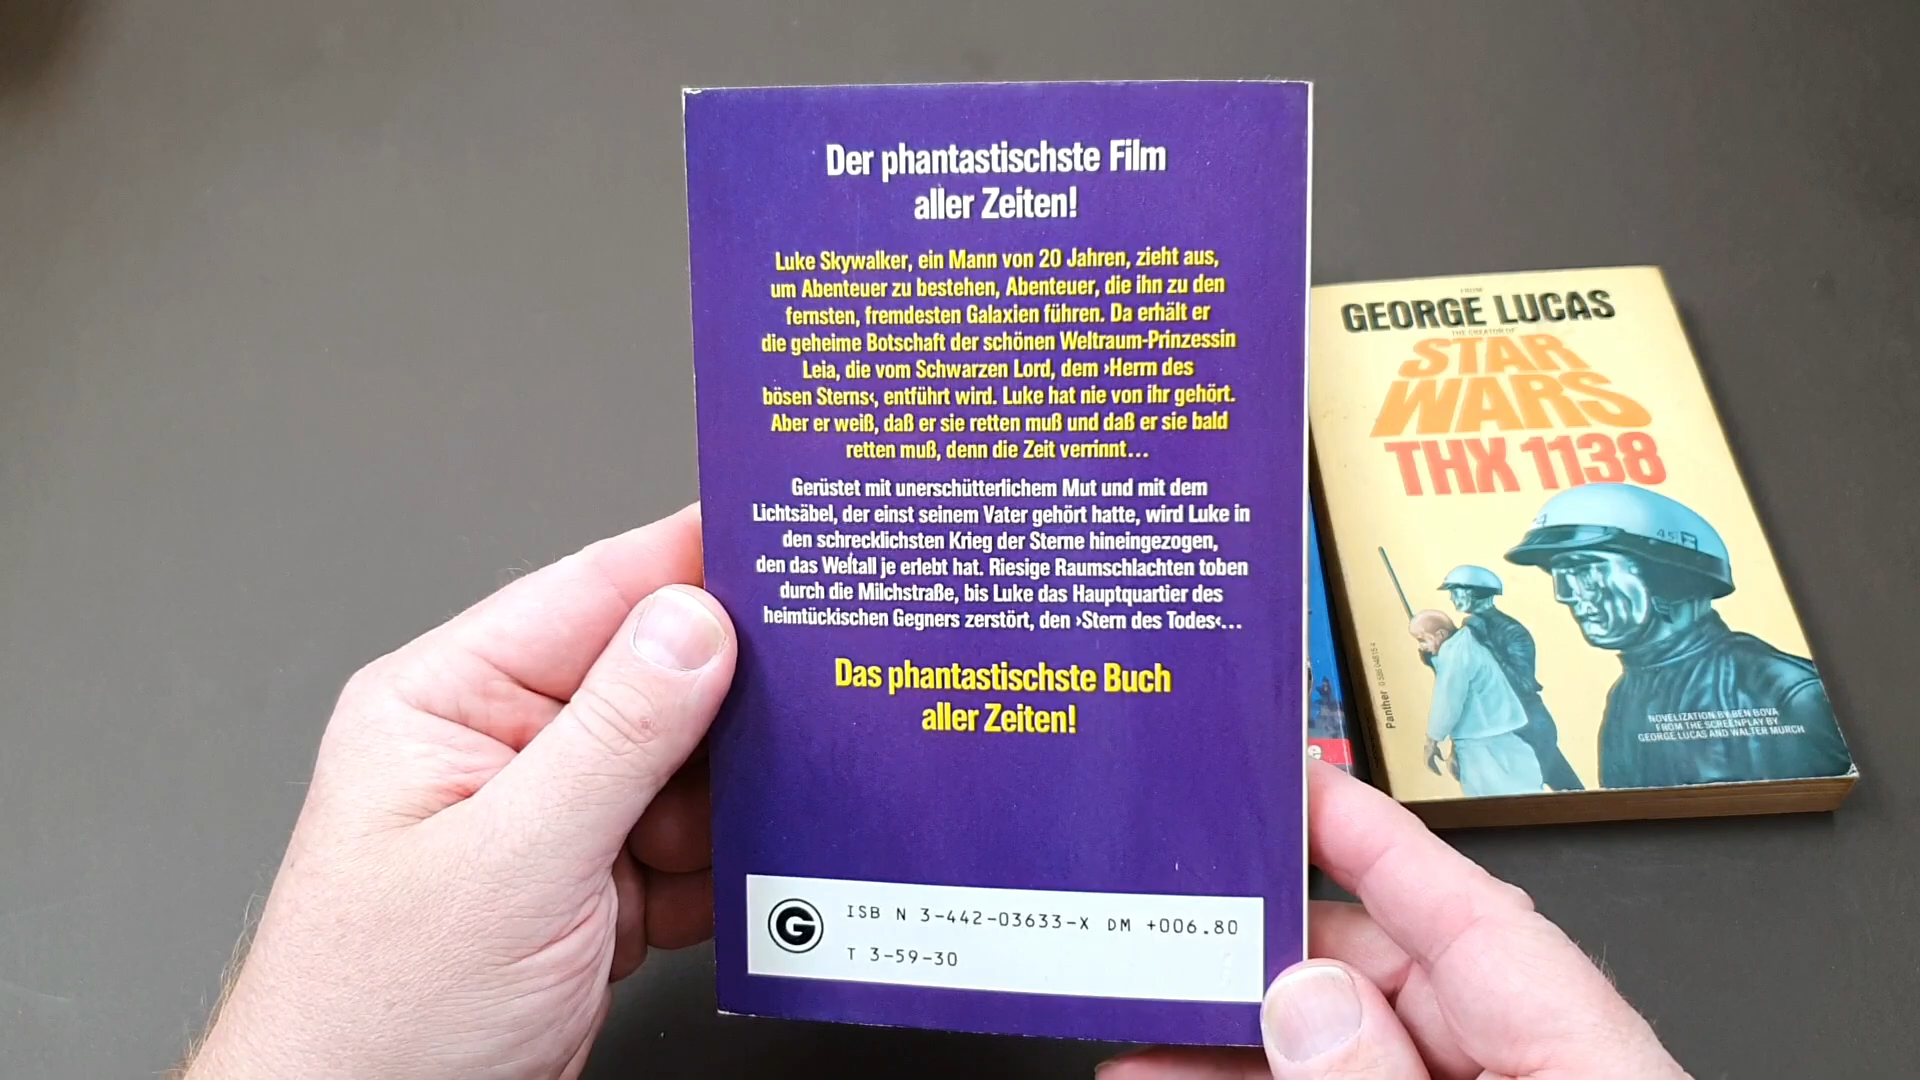 Der phantastischste Film
aller Zeiten!
Luke Skywalker, ein Mann von 20 Jahren, zieht aus,
um Abenteuer zu bestehen, Abenteuer, die ihn zu den
fernsten, fremdesten Galaxien führen. Da erhält er
die geheime Botschaft der schönen Weltraum-Prinzessin
Leia, die vom Schwarzen Lord, dem ›Herrn des
bösen Sterns‹, entführt wird. Luke hat nie von ihr gehört.
Aber er weiß, daß er sie retten muß und daß er sie bald
retten muß, denn die Zeit verrinnt...
Gerüstet mit unerschütterlichem Mut und mit dem
Lichtsäbel, der einst seinem Vater gehört hatte, wird Luke in
den schrecklichsten Krieg der Sterne hineingezogen,
den das Weltall je erlebt hat. Riesige Raumschlachten toben
durch die Milchstraße, bis Luke das Hauptquartier des
heimtückischen Gegners zerstört, den ›Stern des Todes‹...
Das phantastischste Buch
aller Zeiten!
G
ISB N 3-442-03633-X DM +006.80
T 3-59-30
FROM
GEORGE LUCAS
THE CREATOR OF
STAR
WARS
THX 1138
Panther
NOVELIZATION BY BEN BOVA
FROM THE SCREENPLAY BY
GEORGE LUCAS AND WALTER MURCH